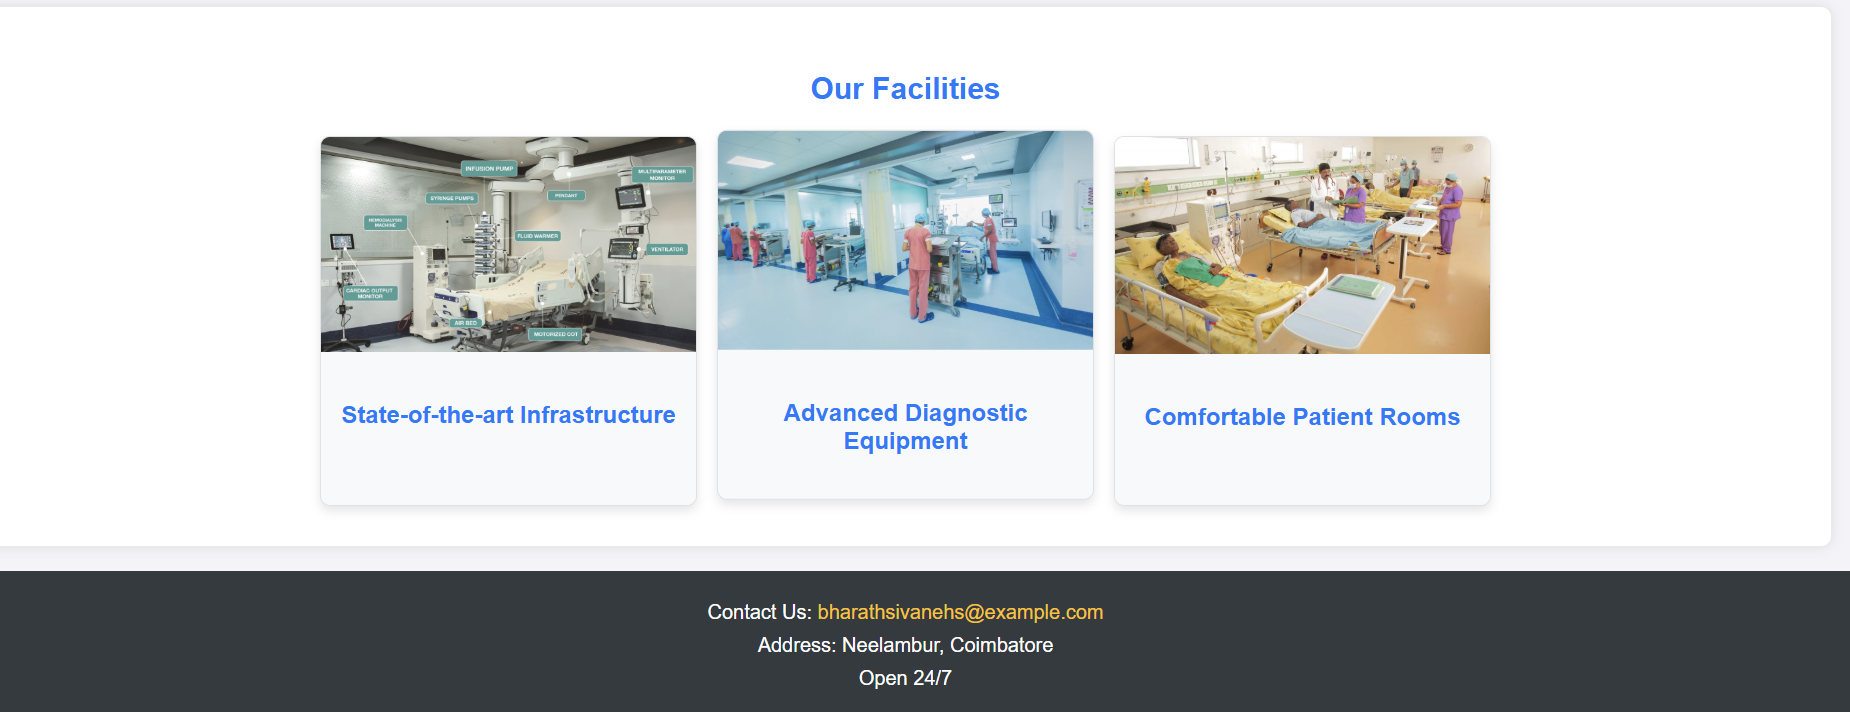 Our Facilities
INFUSION PUMP
MULTIPARAMETER
MONITOR
PENDANT
SYRINGE PUMPS
HEMODIALYSIS
MACHINE
FLUID WARMER
VENTILATOR
CARDIAC OUTPUT
MONITOR
AIR BED
MOTORIZED COT
State-of-the-art Infrastructure
Advanced Diagnostic
Equipment
Comfortable Patient Rooms
Contact Us: bharathsivanehs@example.com
Address: Neelambur, Coimbatore
Open 24/7